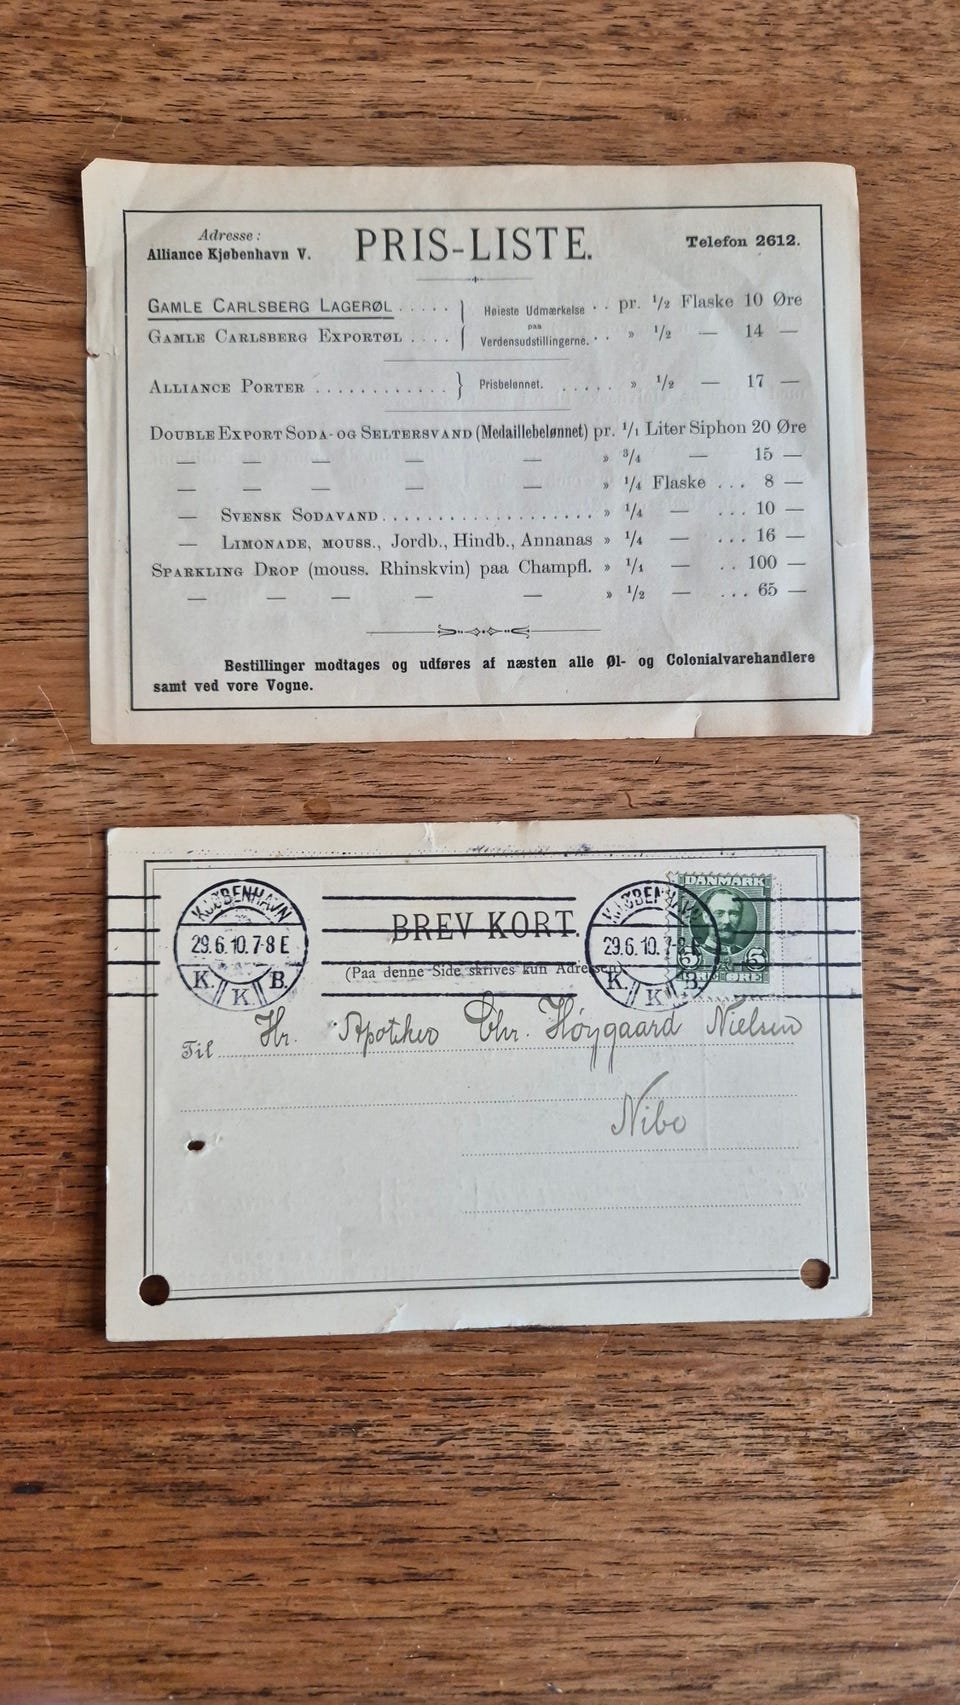 Adresse:
Alliance Kjøbenhavn V.
PRIS-LISTE.
Telefon 2612.
GAMLE CARLSBERG LAGERØL ..... } Høieste Udmærkelse .. pr. 1/2 Flaske 10 Øre
paa
GAMLE CARLSBERG EXPORTØL .... { Verdensudstillingerne. .. » 1/2 — 14 —
ALLIANCE PORTER ............ } Prisbelønnet. ..... » 1/2 — 17 —
DOUBLE EXPORT SODA- OG SELTERSVAND (Medaillebelønnet) pr. 1/1 Liter Siphon 20 Øre
— — — — — » 3/4 — 15 —
— — — — — » 1/4 Flaske ... 8 —
— SVENSK SODAVAND................... » 1/4 — ... 10 —
— LIMONADE, MOUSS., Jordb., Hindb., Annanas » 1/4 — ... 16 —
SPARKLING DROP (mouss. Rhinskvin) paa Champfl. » 1/1 — .. 100 —
— — — — — » 1/2 — ... 65 —
Bestillinger modtages og udføres af næsten alle Øl- og Colonialvarehandlere
samt ved vore Vogne.
KJØBENHAVN
29.6.10.7-8 E
K. K B.
BREV KORT.
(Paa denne Side skrives kun Adressen)
KJØBENHAVN
29.6.10.7-8 E
K. K B.
DANMARK
5 5
ØRE
Til Hr. Apotheker Chr. Høygaard Nielsen
Nibe